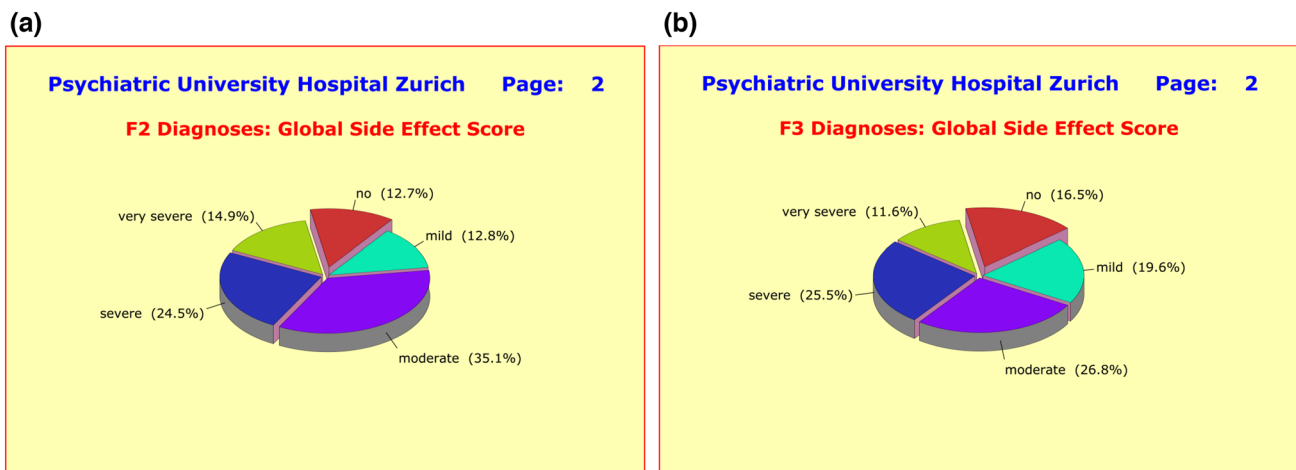 (a)
Psychiatric University Hospital Zurich Page: 2
F2 Diagnoses: Global Side Effect Score
no (12.7%)
very severe (14.9%)
mild (12.8%)
severe (24.5%)
moderate (35.1%)
(b)
Psychiatric University Hospital Zurich Page: 2
F3 Diagnoses: Global Side Effect Score
no (16.5%)
very severe (11.6%)
mild (19.6%)
severe (25.5%)
moderate (26.8%)